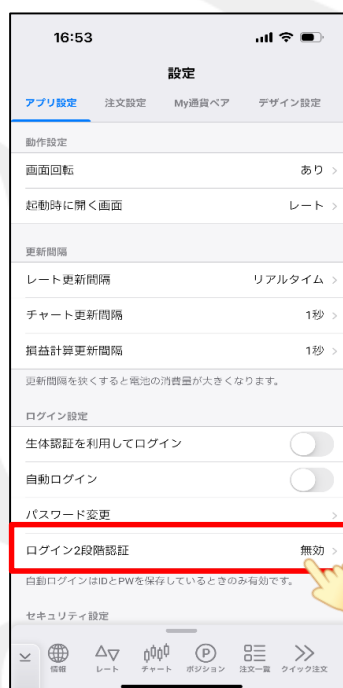 16:53
設定
アプリ設定 注文設定 My通貨ペア デザイン設定
動作設定
画面回転 あり
起動時に開く画面 レート
更新間隔
レート更新間隔 リアルタイム
チャート更新間隔 1秒
損益計算更新間隔 1秒
更新間隔を狭くすると電池の消費量が大きくなります。
ログイン設定
生体認証を利用してログイン
自動ログイン
パスワード変更
ログイン2段階認証 無効
自動ログインはIDとPWを保存しているときのみ有効です。
セキュリティ設定
情報 レート チャート ポジション 注文一覧 クイック注文